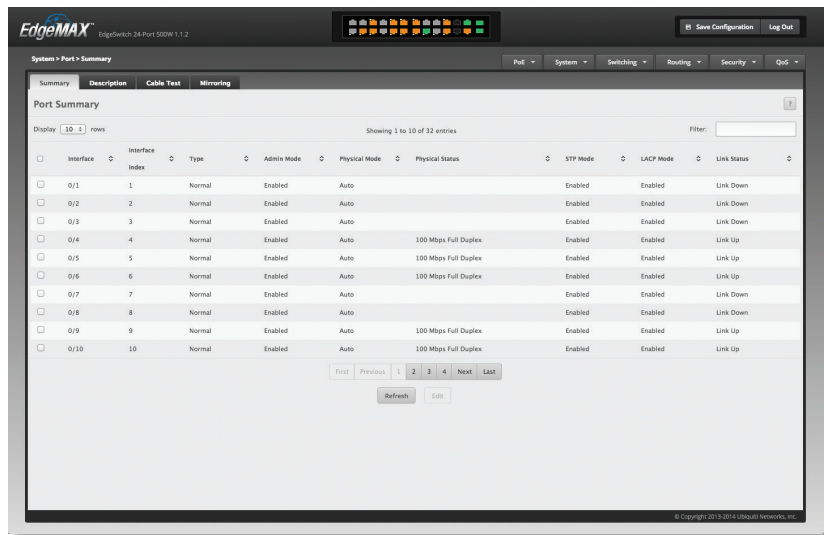 EdgeMAX™ EdgeSwitch 24-Port 500W 1.1.2
Save Configuration Log Out
System > Port > Summary
PoE System Switching Routing Security QoS
Summary Description Cable Test Mirroring
Port Summary ?
Display 10 rows Showing 1 to 10 of 32 entries Filter:
Interface Interface Index Type Admin Mode Physical Mode Physical Status STP Mode LACP Mode Link Status
0/1 1 Normal Enabled Auto Enabled Enabled Link Down
0/2 2 Normal Enabled Auto Enabled Enabled Link Down
0/3 3 Normal Enabled Auto Enabled Enabled Link Down
0/4 4 Normal Enabled Auto 100 Mbps Full Duplex Enabled Enabled Link Up
0/5 5 Normal Enabled Auto 100 Mbps Full Duplex Enabled Enabled Link Up
0/6 6 Normal Enabled Auto 100 Mbps Full Duplex Enabled Enabled Link Up
0/7 7 Normal Enabled Auto Enabled Enabled Link Down
0/8 8 Normal Enabled Auto Enabled Enabled Link Down
0/9 9 Normal Enabled Auto 100 Mbps Full Duplex Enabled Enabled Link Up
0/10 10 Normal Enabled Auto 100 Mbps Full Duplex Enabled Enabled Link Up
First Previous 1 2 3 4 Next Last
Refresh Edit
© Copyright 2013-2014 Ubiquiti Networks, Inc.